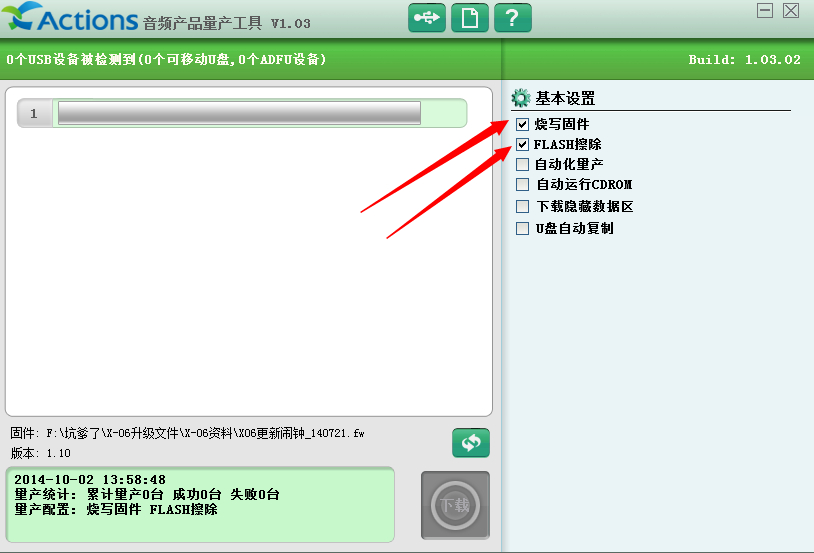 Actions 音频产品量产工具 V1.03
?
0个USB设备被检测到(0个可移动U盘,0个ADFU设备)
Build: 1.03.02
1
基本设置
烧写固件
FLASH擦除
自动化量产
自动运行CDROM
下载隐藏数据区
U盘自动复制
固件: F:\坑爹了\X-06升级文件\X-06资料\X06更新闹钟_140721.fw
版本: 1.10
2014-10-02 13:58:48
量产统计: 累计量产0台 成功0台 失败0台
量产配置: 烧写固件 FLASH擦除
下载